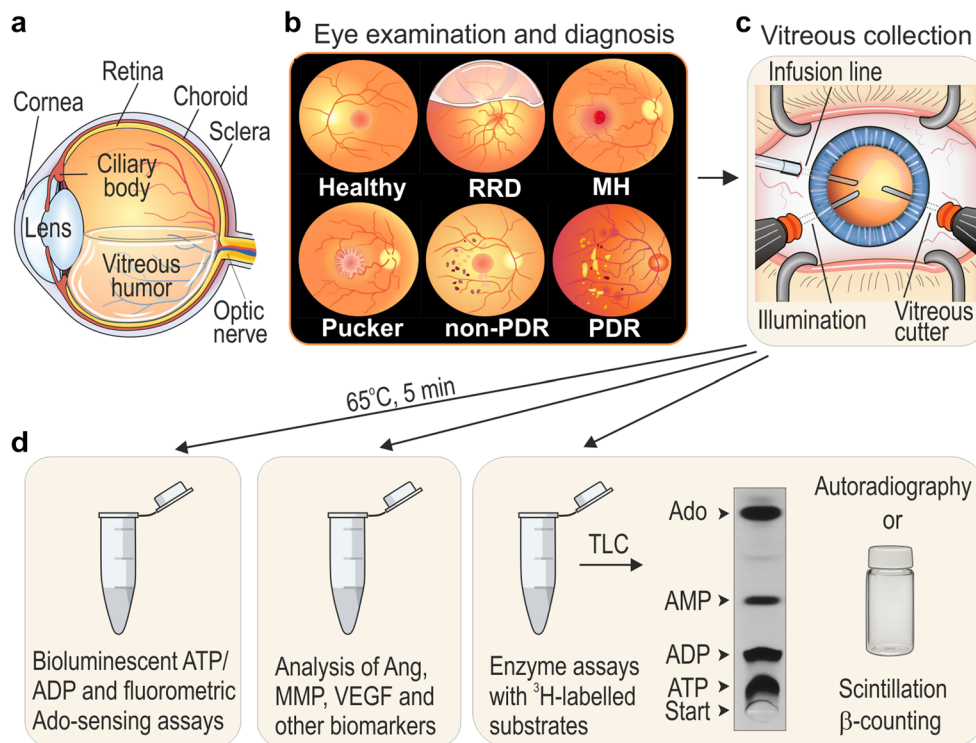 a
Retina
Cornea
Choroid
Sclera
Ciliary
body
Lens
Vitreous
humor
Optic
nerve
b
Eye examination and diagnosis
Healthy
RRD
MH
Pucker
non-PDR
PDR
c
Vitreous collection
Infusion line
Illumination
Vitreous
cutter
65°C, 5 min
d
Bioluminescent ATP/
ADP and fluorometric
Ado-sensing assays
Analysis of Ang,
MMP, VEGF and
other biomarkers
Enzyme assays
with ³H-labelled
substrates
TLC
Ado
AMP
ADP
ATP
Start
Autoradiography
or
Scintillation
β-counting